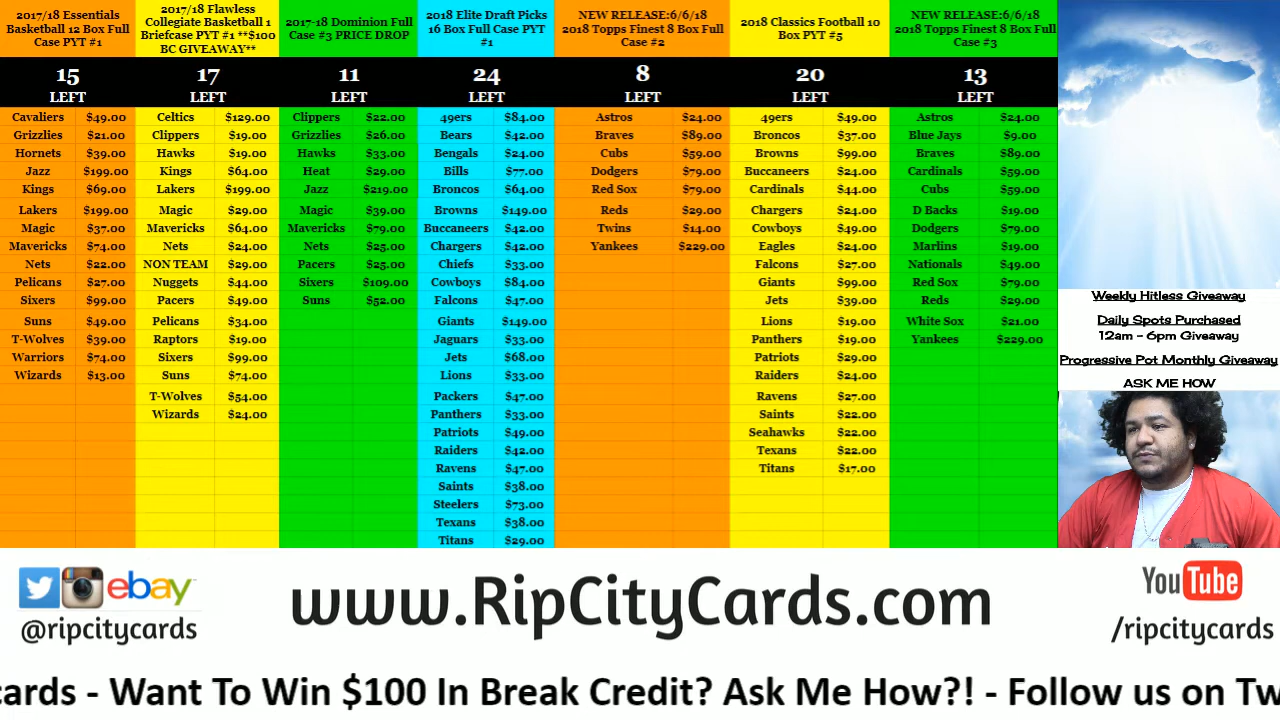 2017/18 Essentials
Basketball 12 Box Full
Case PYT #1
15
LEFT
Cavaliers $49.00
Grizzlies $21.00
Hornets $39.00
Jazz $199.00
Kings $69.00
Lakers $199.00
Magic $37.00
Mavericks $74.00
Nets $22.00
Pelicans $27.00
Sixers $99.00
Suns $49.00
T-Wolves $39.00
Warriors $74.00
Wizards $13.00
2017/18 Flawless
Collegiate Basketball 1
Briefcase PYT #1 **$100
BC GIVEAWAY**
17
LEFT
Celtics $129.00
Clippers $19.00
Hawks $19.00
Kings $64.00
Lakers $199.00
Magic $29.00
Mavericks $64.00
Nets $24.00
NON TEAM $29.00
Nuggets $44.00
Pacers $49.00
Pelicans $34.00
Raptors $19.00
Sixers $99.00
Suns $74.00
T-Wolves $54.00
Wizards $24.00
2017-18 Dominion Full
Case #3 PRICE DROP
11
LEFT
Clippers $22.00
Grizzlies $26.00
Hawks $33.00
Heat $29.00
Jazz $219.00
Magic $39.00
Mavericks $79.00
Nets $25.00
Pacers $25.00
Sixers $109.00
Suns $52.00
2018 Elite Draft Picks
16 Box Full Case PYT
#1
24
LEFT
49ers $84.00
Bears $42.00
Bengals $24.00
Bills $77.00
Broncos $64.00
Browns $149.00
Buccaneers $42.00
Chargers $42.00
Chiefs $33.00
Cowboys $84.00
Falcons $47.00
Giants $149.00
Jaguars $33.00
Jets $68.00
Lions $33.00
Packers $47.00
Panthers $33.00
Patriots $49.00
Raiders $42.00
Ravens $47.00
Saints $38.00
Steelers $73.00
Texans $38.00
Titans $29.00
NEW RELEASE:6/6/18
2018 Topps Finest 8 Box Full
Case #2
8
LEFT
Astros $24.00
Braves $89.00
Cubs $59.00
Dodgers $79.00
Red Sox $79.00
Reds $29.00
Twins $14.00
Yankees $229.00
2018 Classics Football 10
Box PYT #5
20
LEFT
49ers $49.00
Broncos $37.00
Browns $99.00
Buccaneers $24.00
Cardinals $44.00
Chargers $24.00
Cowboys $49.00
Eagles $24.00
Falcons $27.00
Giants $99.00
Jets $39.00
Lions $19.00
Panthers $19.00
Patriots $29.00
Raiders $24.00
Ravens $27.00
Saints $22.00
Seahawks $22.00
Texans $22.00
Titans $17.00
NEW RELEASE:6/6/18
2018 Topps Finest 8 Box Full
Case #3
13
LEFT
Astros $24.00
Blue Jays $9.00
Braves $89.00
Cardinals $59.00
Cubs $59.00
D Backs $19.00
Dodgers $79.00
Marlins $19.00
Nationals $49.00
Red Sox $79.00
Reds $29.00
White Sox $21.00
Yankees $229.00
Weekly Hitless Giveaway
Daily Spots Purchased
12am - 6pm Giveaway
Progressive Pot Monthly Giveaway
ASK ME HOW
ebay
@ripcitycards
www.RipCityCards.com
YouTube
/ripcitycards
cards - Want To Win $100 In Break Credit? Ask Me How?! - Follow us on Tw